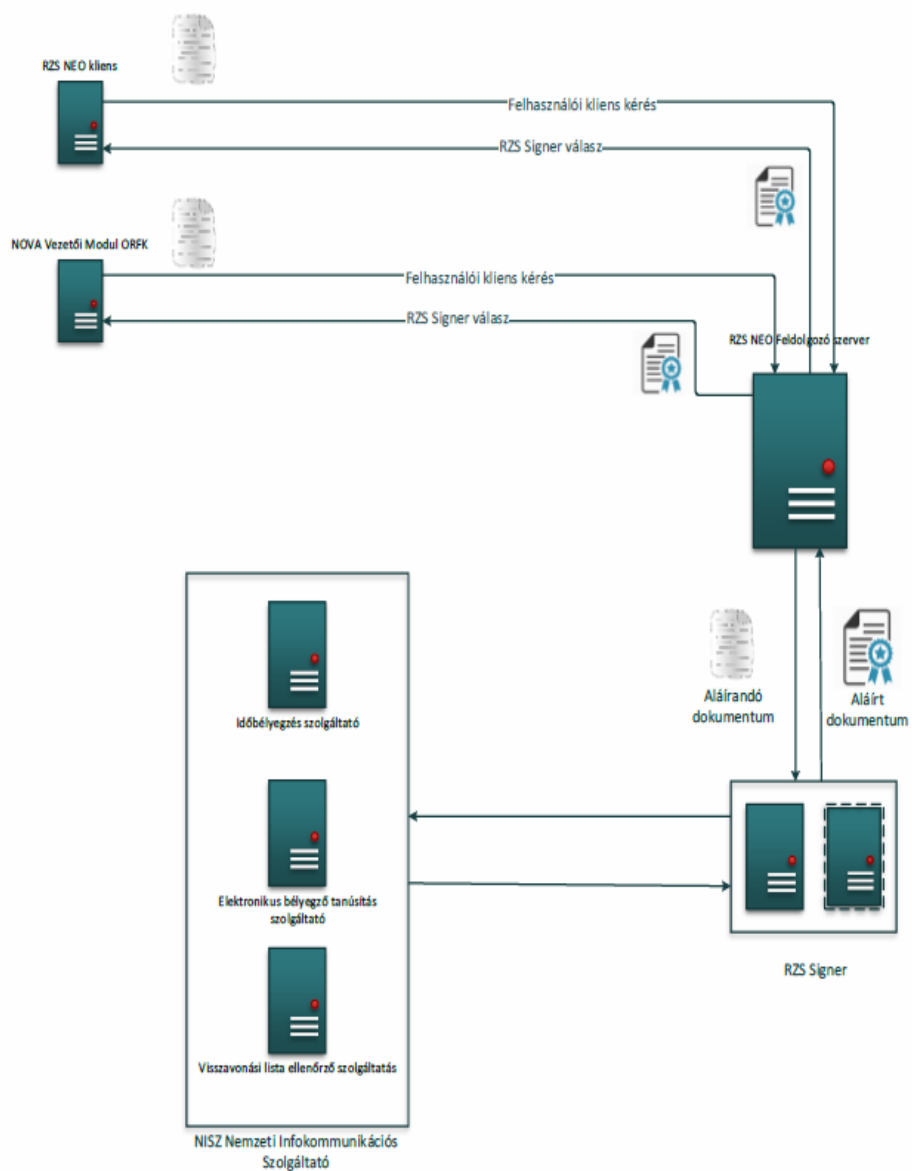 RZS NEO kliens
Felhasználói kliens kérés
RZS Signer válasz
NOVA Vezetői Modul ORFK
Felhasználói kliens kérés
RZS Signer válasz
RZS NEO Feldolgozó szerver
Időbélyegzés szolgáltató
Aláírandó
dokumentum
Aláírt
dokumentum
Elektronikus bélyegző tanúsítás
szolgáltató
RZS Signer
Visszavonási lista ellenőrző szolgáltatás
NISZ Nemzeti Infokommunikációs
Szolgáltató